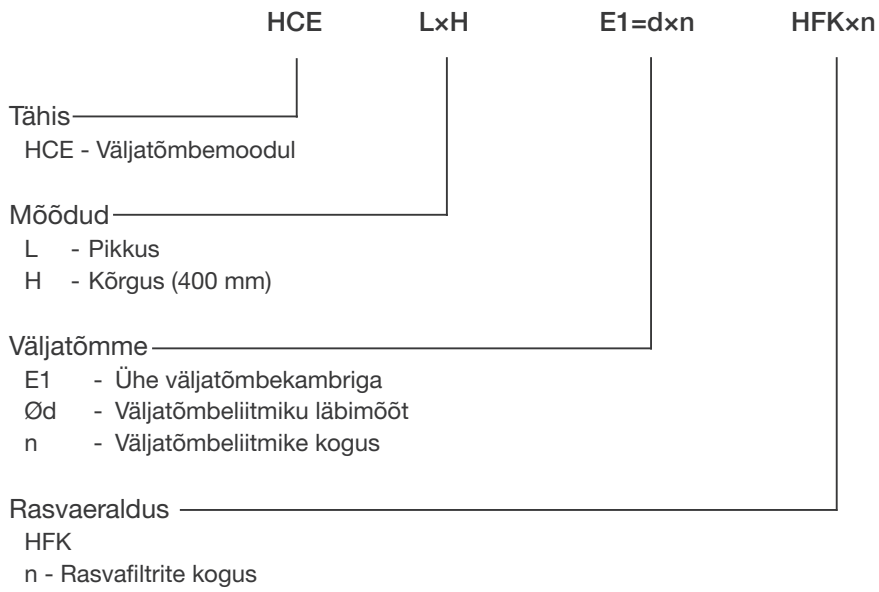 HCE L×H E1=d×n HFK×n
Tähis
HCE - Väljatõmbemoodul
Mõõdud
L - Pikkus
H - Kõrgus (400 mm)
Väljatõmme
E1 - Ühe väljatõmbekambriga
Ød - Väljatõmbeliitmiku läbimõõt
n - Väljatõmbeliitmike kogus
Rasvaeraldus
HFK
n - Rasvafiltrite kogus